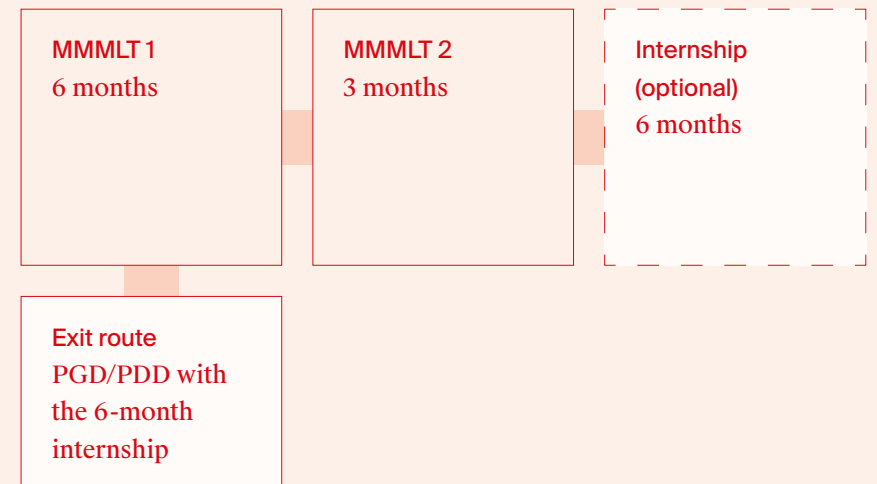 MMMLT 1
6 months
MMMLT 2
3 months
Internship
(optional)
6 months
Exit route
PGD/PDD with
the 6-month
internship